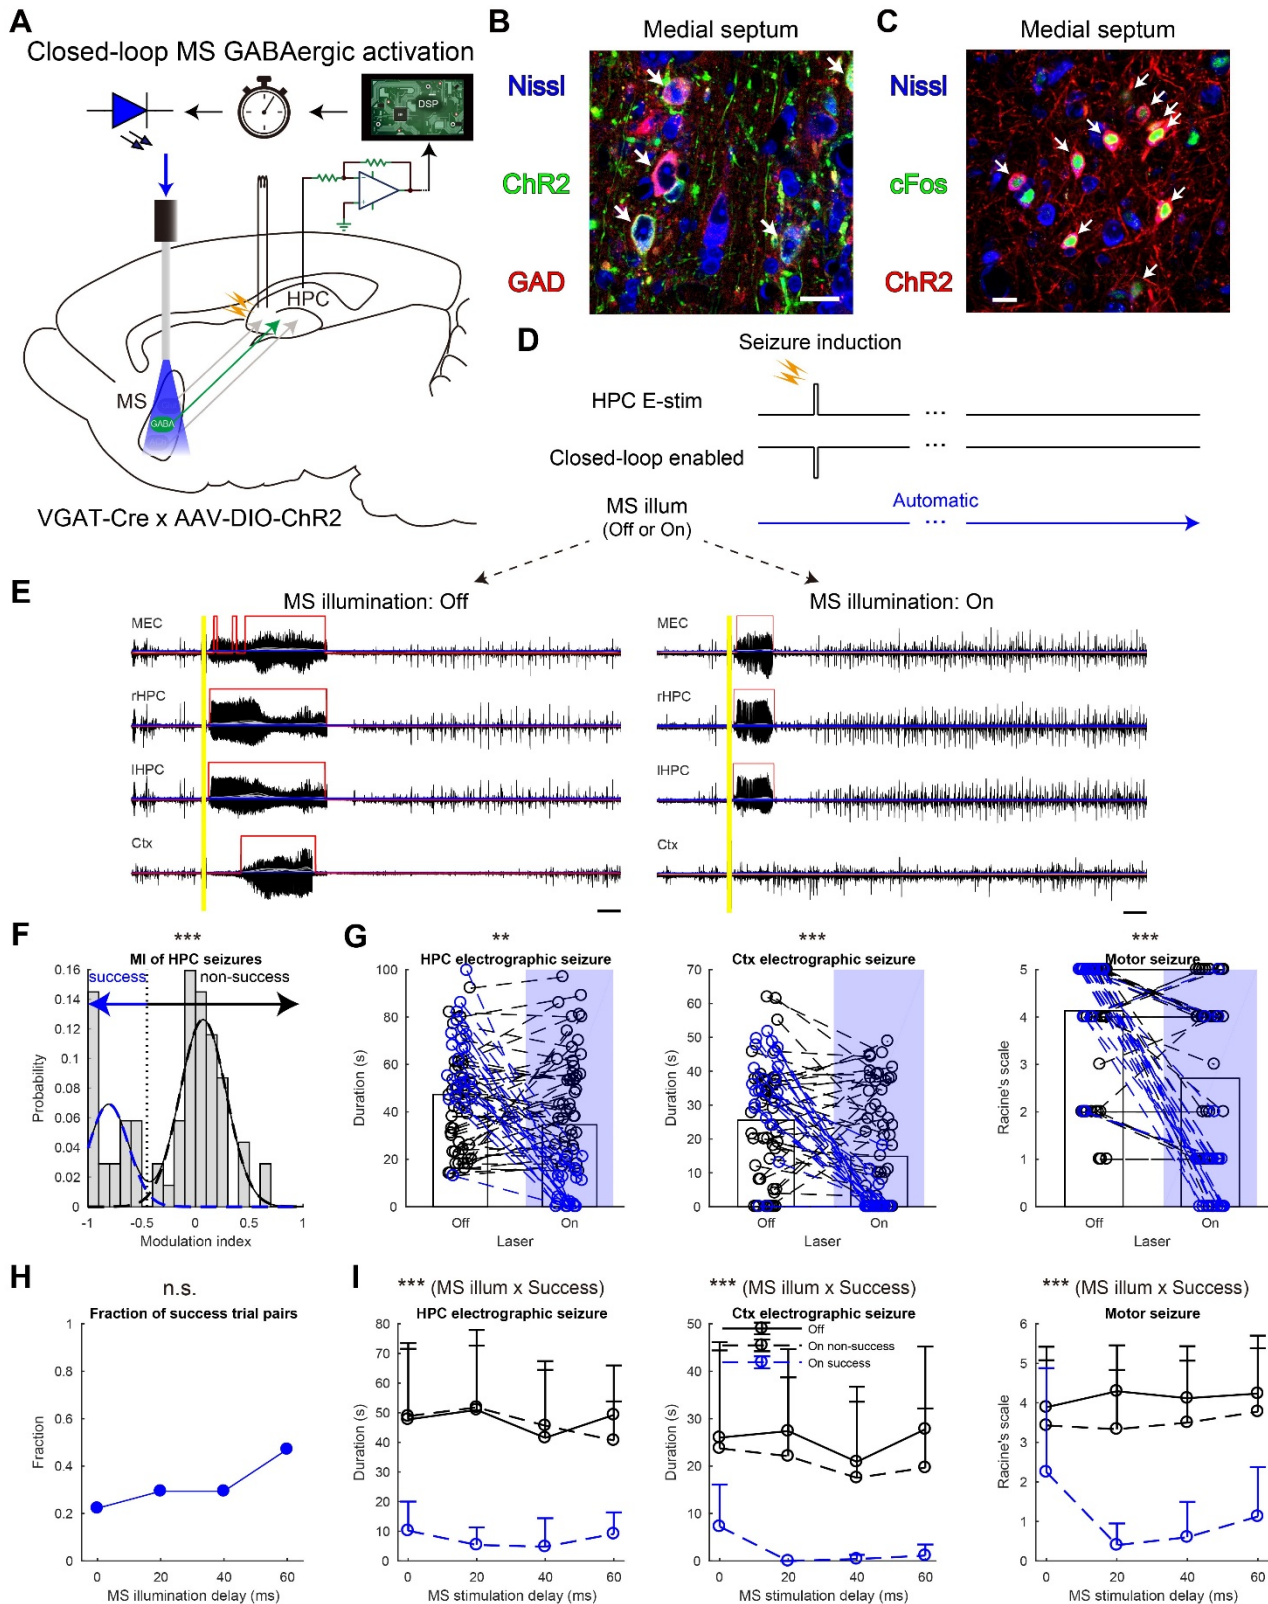 A
Closed-loop MS GABAergic activation
DSP
HPC
MS
GABA
VGAT-Cre x AAV-DIO-ChR2
B
Medial septum
Nissl
ChR2
GAD
C
Medial septum
Nissl
cFos
ChR2
D
Seizure induction
HPC E-stim
...
Closed-loop enabled
...
MS illum
(Off or On)
Automatic
...
E
MS illumination: Off
MEC
rHPC
lHPC
Ctx
MS illumination: On
MEC
rHPC
lHPC
Ctx
F
***
MI of HPC seizures
success
non-success
Probability
0.16
0.14
0.12
0.1
0.08
0.06
0.04
0.02
0
-1
-0.5
0
0.5
1
Modulation index
G
**
HPC electrographic seizure
Duration (s)
100
80
60
40
20
0
Off
On
Laser
***
Ctx electrographic seizure
Duration (s)
70
60
50
40
30
20
10
0
Off
On
Laser
***
Motor seizure
Racine's scale
5
4
3
2
1
0
Off
On
Laser
H
n.s.
Fraction of success trial pairs
Fraction
1
0.8
0.6
0.4
0.2
0
0
20
40
60
MS illumination delay (ms)
I
*** (MS illum x Success)
HPC electrographic seizure
Duration (s)
80
70
60
50
40
30
20
10
0
0
20
40
60
MS stimulation delay (ms)
*** (MS illum x Success)
Ctx electrographic seizure
Off
On non-success
On success
Duration (s)
50
40
30
20
10
0
0
20
40
60
MS stimulation delay (ms)
*** (MS illum x Success)
Motor seizure
Racine's scale
6
5
4
3
2
1
0
0
20
40
60
MS stimulation delay (ms)